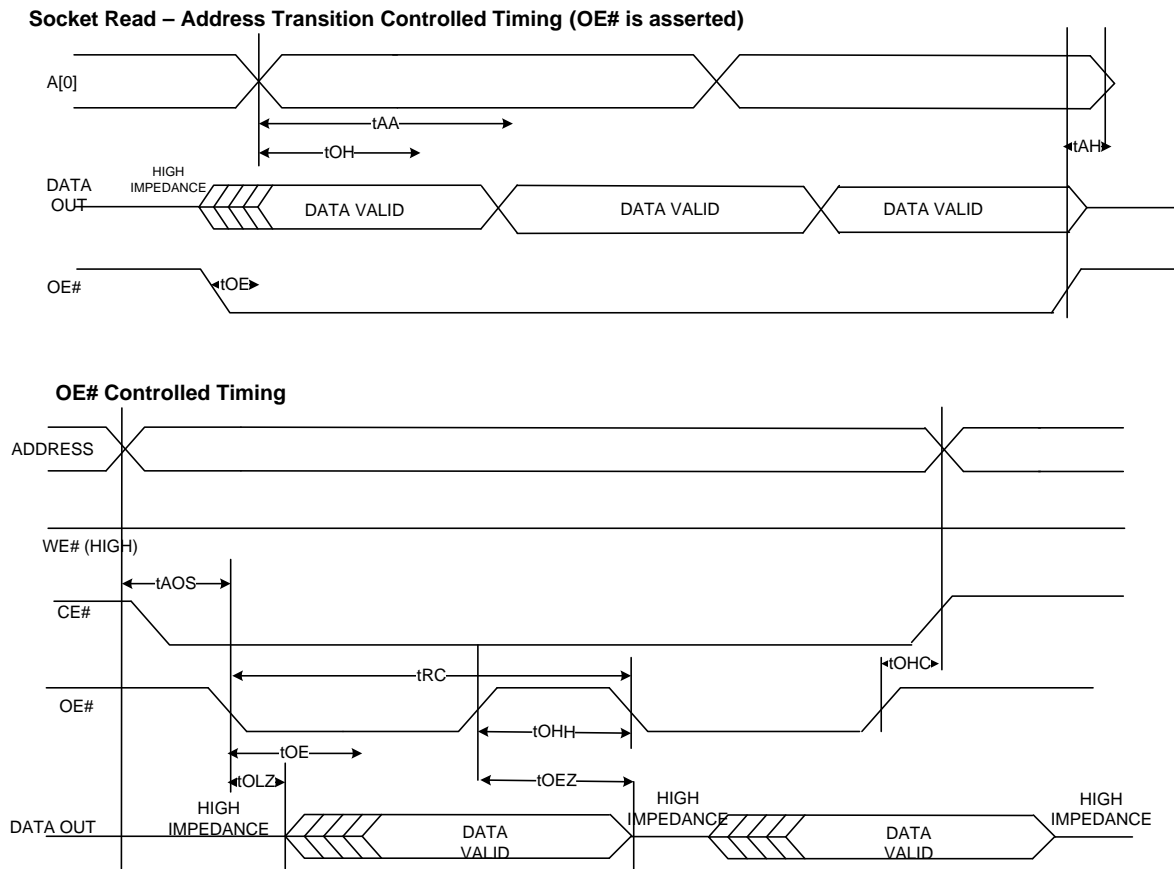 Socket Read – Address Transition Controlled Timing (OE# is asserted)
A[0]
tAA
tAH
tOH
HIGH
IMPEDANCE
DATA
OUT
DATA VALID
DATA VALID
DATA VALID
OE#
tOE
OE# Controlled Timing
ADDRESS
WE# (HIGH)
tAOS
CE#
tOHC
tRC
OE#
tOHH
tOE
tOEZ
tOLZ
HIGH
IMPEDANCE
HIGH
IMPEDANCE
HIGH
IMPEDANCE
DATA OUT
DATA
VALID
DATA
VALID